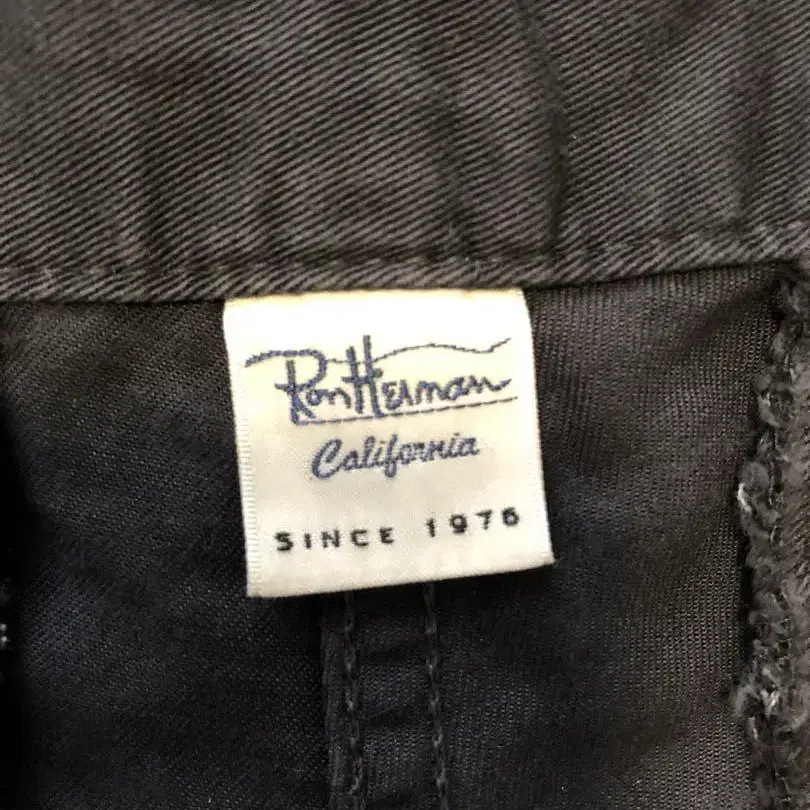 Ron Herman
California
SINCE 1976